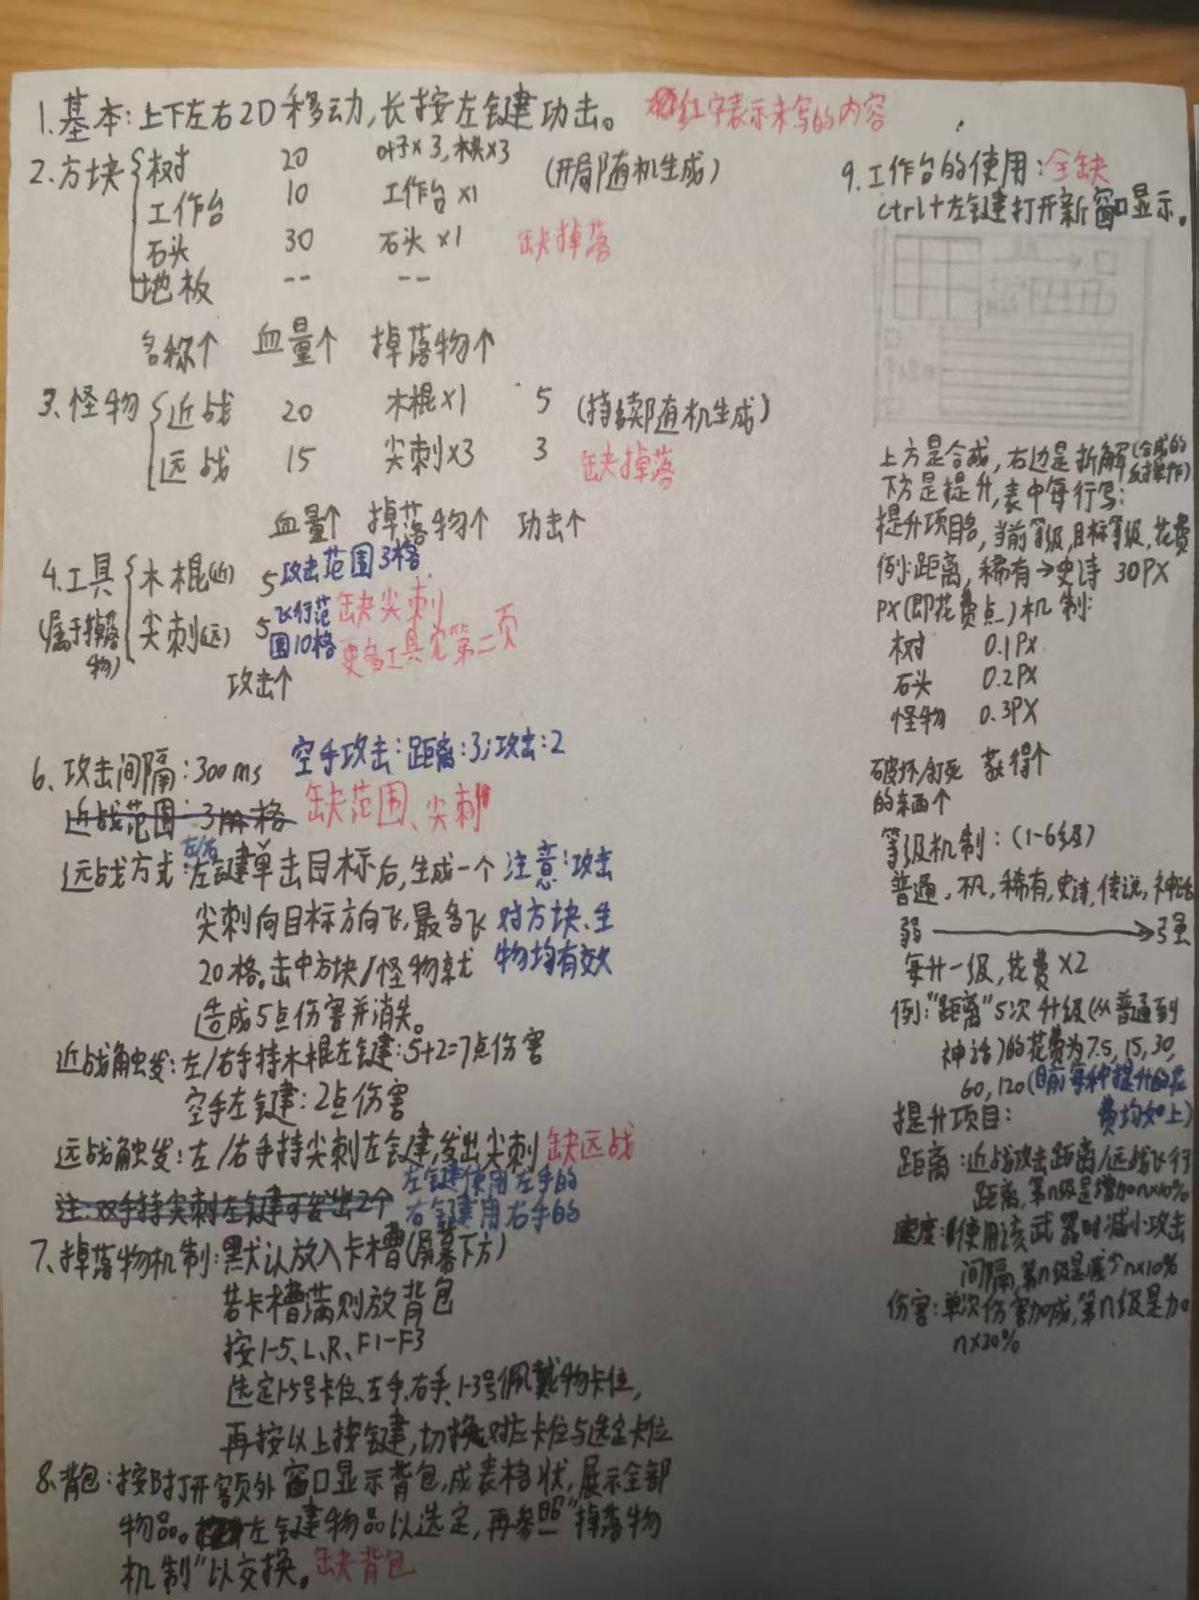 1.基本:上下左右2D移动,长按左键功击。
红字表示未写的内容
2.方块 树 20 叶子×3,木棍×3 (开局随机生成)
工作台 10 工作台×1
石头 30 石头×1 缺掉落
地板 -- --
名称↑ 血量↑ 掉落物↑
3.怪物 近战 20 木棍×1 5 (持续随机生成)
远战 15 尖刺×3 3 缺掉落
血量↑ 掉落物↑ 功击↑
4.工具 木棍(近) 5 攻击范围3格
(属于掉落物) 尖刺(远) 5 飞行范围10格 缺尖刺
更多工具见第二页
攻击↑
6.攻击间隔:300ms 空手攻击:距离:3;攻击:2
近战范围:3格 缺范围、尖刺
远战方式:左/右键单击目标后,生成一个
尖刺向目标方向飞,最多飞
20格。击中方块/怪物就
造成5点伤害并消失。
注意:攻击
对方块、生
物均有效
近战触发:左/右手持木棍左键:5+2=7点伤害
空手左键:2点伤害
远战触发:左/右手持尖刺左键,发出尖刺 缺远战
注:双手持尖刺左键可发出2个
左键使用左手的
右键用右手的
7.掉落物机制:默认放入卡槽(屏幕下方)
若卡槽满则放背包
按1-5、L、R、F1-F3
选定1-5号卡位、左手、右手、1-3号佩戴物卡位,
再按以上按键,切换对应卡位与选定卡位
8.背包:按B打开额外窗口显示背包,成表格状,展示全部
物品。左键物品以选定,再参照"掉落物
机制"以交换。缺背包
9.工作台的使用:全缺
ctrl+左键打开新窗口显示。
上方是合成,右边是拆解(合成的反操作)
下方是提升,表中每行写:
提升项目名,当前等级,目标等级,花费
例:距离,稀有→史诗 30PX
PX(即花费点)机制:
树 0.1PX
石头 0.2PX
怪物 0.3PX
破坏/打死 获得↑
的东西↑
等级机制:(1-6级)
普通,罕见,稀有,史诗,传说,神话
弱→强
每升一级,花费×2
例:"距离"5次升级(从普通到
神话)的花费为7.5,15,30,
60,120(目前每种提升的花
费均如上)
提升项目:
距离:近战攻击距离/远战飞行
距离,第n级是增加n×10%
速度:使用该武器时减小攻击
间隔,第n级是减少n×10%
伤害:单次伤害加成,第n级是加
n×20%